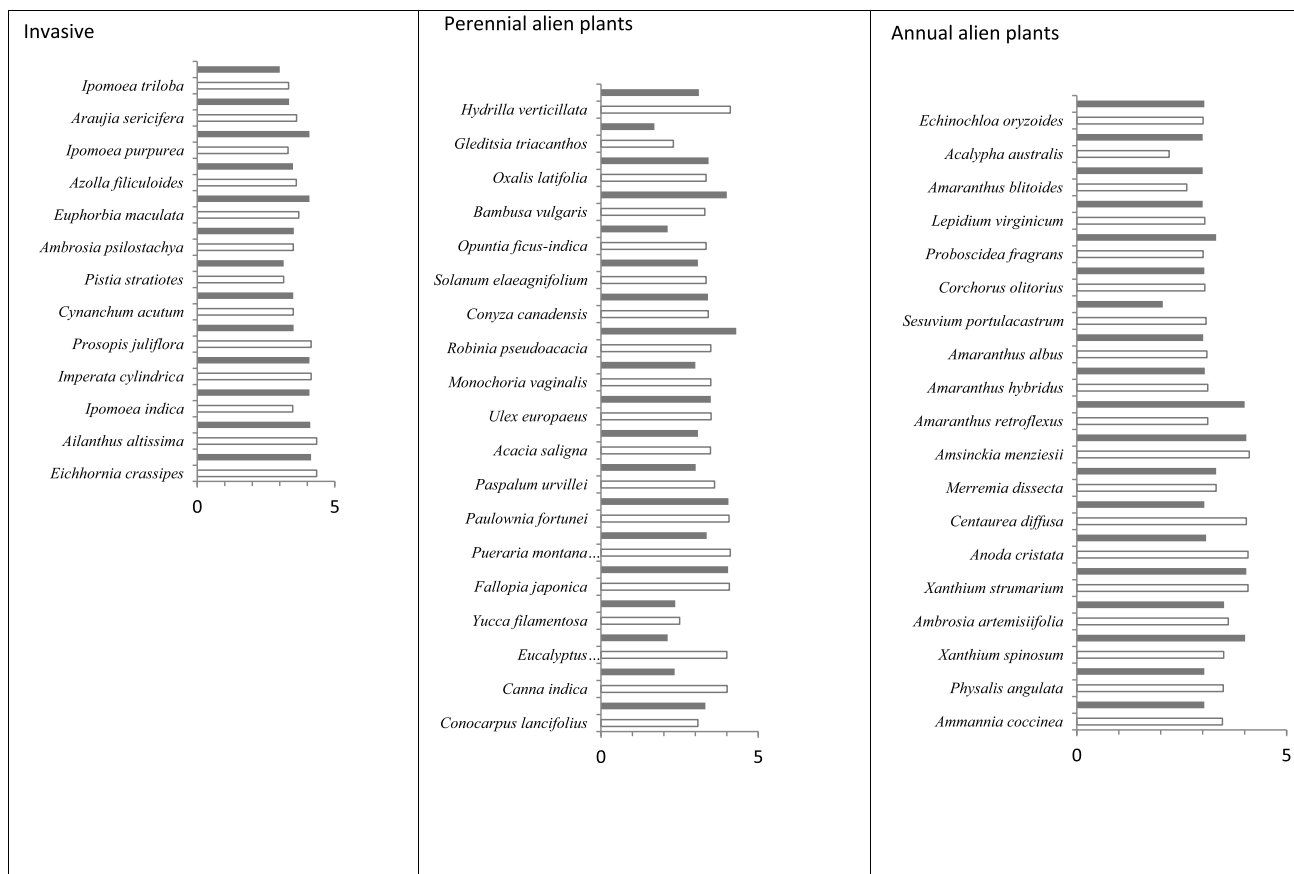 Invasive
Ipomoea triloba
Araujia sericifera
Ipomoea purpurea
Azolla filiculoides
Euphorbia maculata
Ambrosia psilostachya
Pistia stratiotes
Cynanchum acutum
Prosopis juliflora
Imperata cylindrica
Ipomoea indica
Ailanthus altissima
Eichhornia crassipes
0 5
Perennial alien plants
Hydrilla verticillata
Gleditsia triacanthos
Oxalis latifolia
Bambusa vulgaris
Opuntia ficus-indica
Solanum elaeagnifolium
Conyza canadensis
Robinia pseudoacacia
Monochoria vaginalis
Ulex europaeus
Acacia saligna
Paspalum urvillei
Paulownia fortunei
Pueraria montana…
Fallopia japonica
Yucca filamentosa
Eucalyptus…
Canna indica
Conocarpus lancifolius
0 5
Annual alien plants
Echinochloa oryzoides
Acalypha australis
Amaranthus blitoides
Lepidium virginicum
Proboscidea fragrans
Corchorus olitorius
Sesuvium portulacastrum
Amaranthus albus
Amaranthus hybridus
Amaranthus retroflexus
Amsinckia menziesii
Merremia dissecta
Centaurea diffusa
Anoda cristata
Xanthium strumarium
Ambrosia artemisiifolia
Xanthium spinosum
Physalis angulata
Ammannia coccinea
0 5